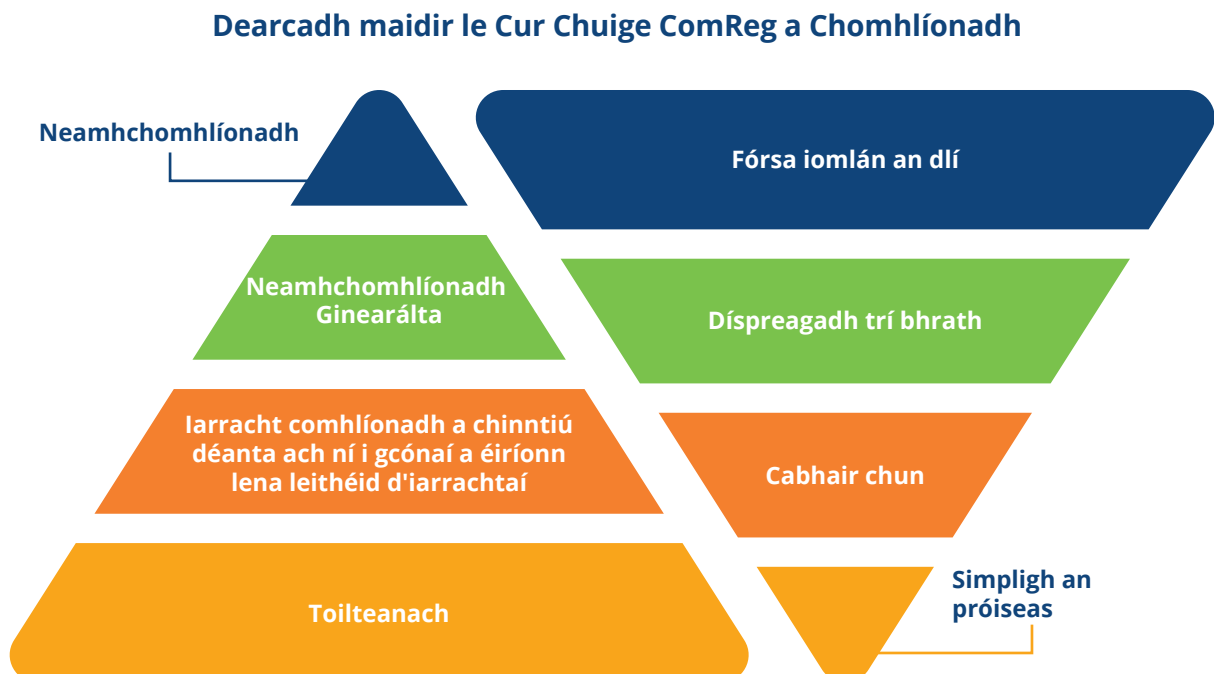 Dearcadh maidir le Cur Chuige ComReg a Chomhlíonadh
Neamhchomhlíonadh
Fórsa iomlán an dlí
Neamhchomhlíonadh
Ginearálta
Díspreagadh trí bhrath
Iarracht comhlíonadh a chinntiú
déanta ach ní i gcónaí a éiríonn
lena leithéid d'iarrachtaí
Cabhair chun
Toilteanach
Simpligh an
próiseas